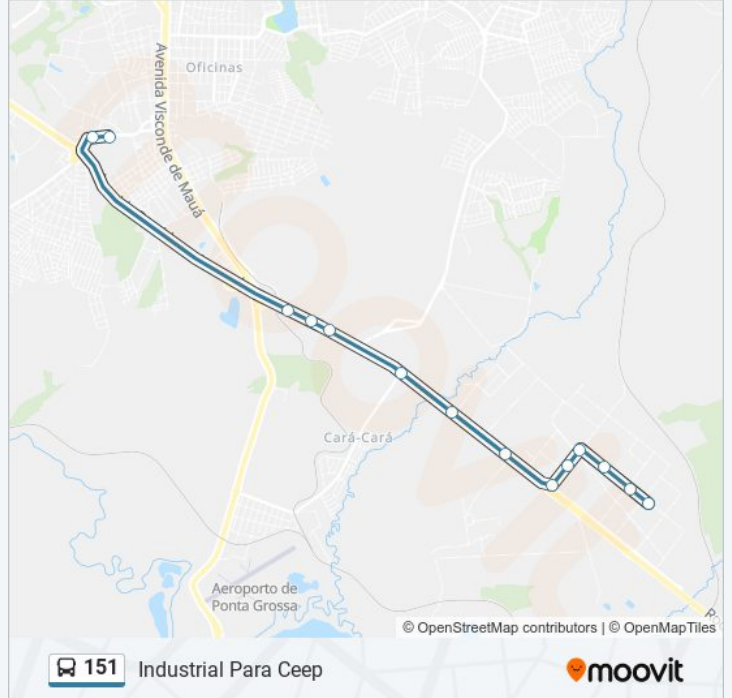 Oficinas
Avenida Visconde de Mauá
Cará-Cará
Aeroporto de
Ponta Grossa
© OpenStreetMap contributors | © OpenMapTiles
151 Industrial Para Ceep
moovit